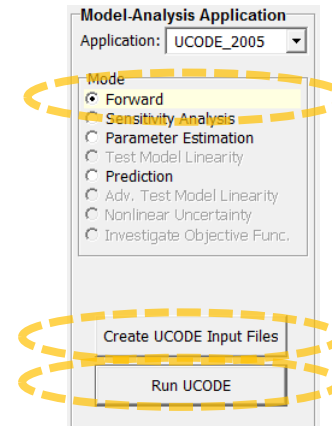 Model-Analysis Application
Application: UCODE_2005
Mode
Forward
Sensitivity Analysis
Parameter Estimation
Test Model Linearity
Prediction
Adv. Test Model Linearity
Nonlinear Uncertainty
Investigate Objective Func.
Create UCODE Input Files
Run UCODE